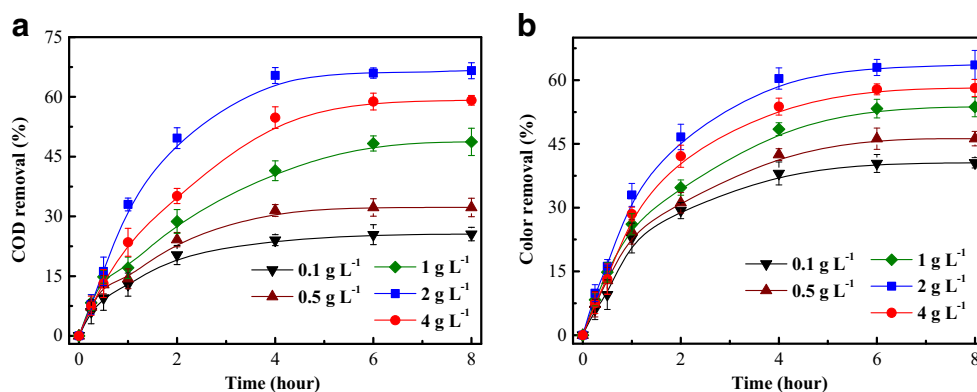 a
COD removal (%)
75
60
45
30
15
0
0.1 g L⁻¹
0.5 g L⁻¹
1 g L⁻¹
2 g L⁻¹
4 g L⁻¹
0 2 4 6 8
Time (hour)
b
Color removal (%)
60
45
30
15
0
0.1 g L⁻¹
0.5 g L⁻¹
1 g L⁻¹
2 g L⁻¹
4 g L⁻¹
0 2 4 6 8
Time (hour)